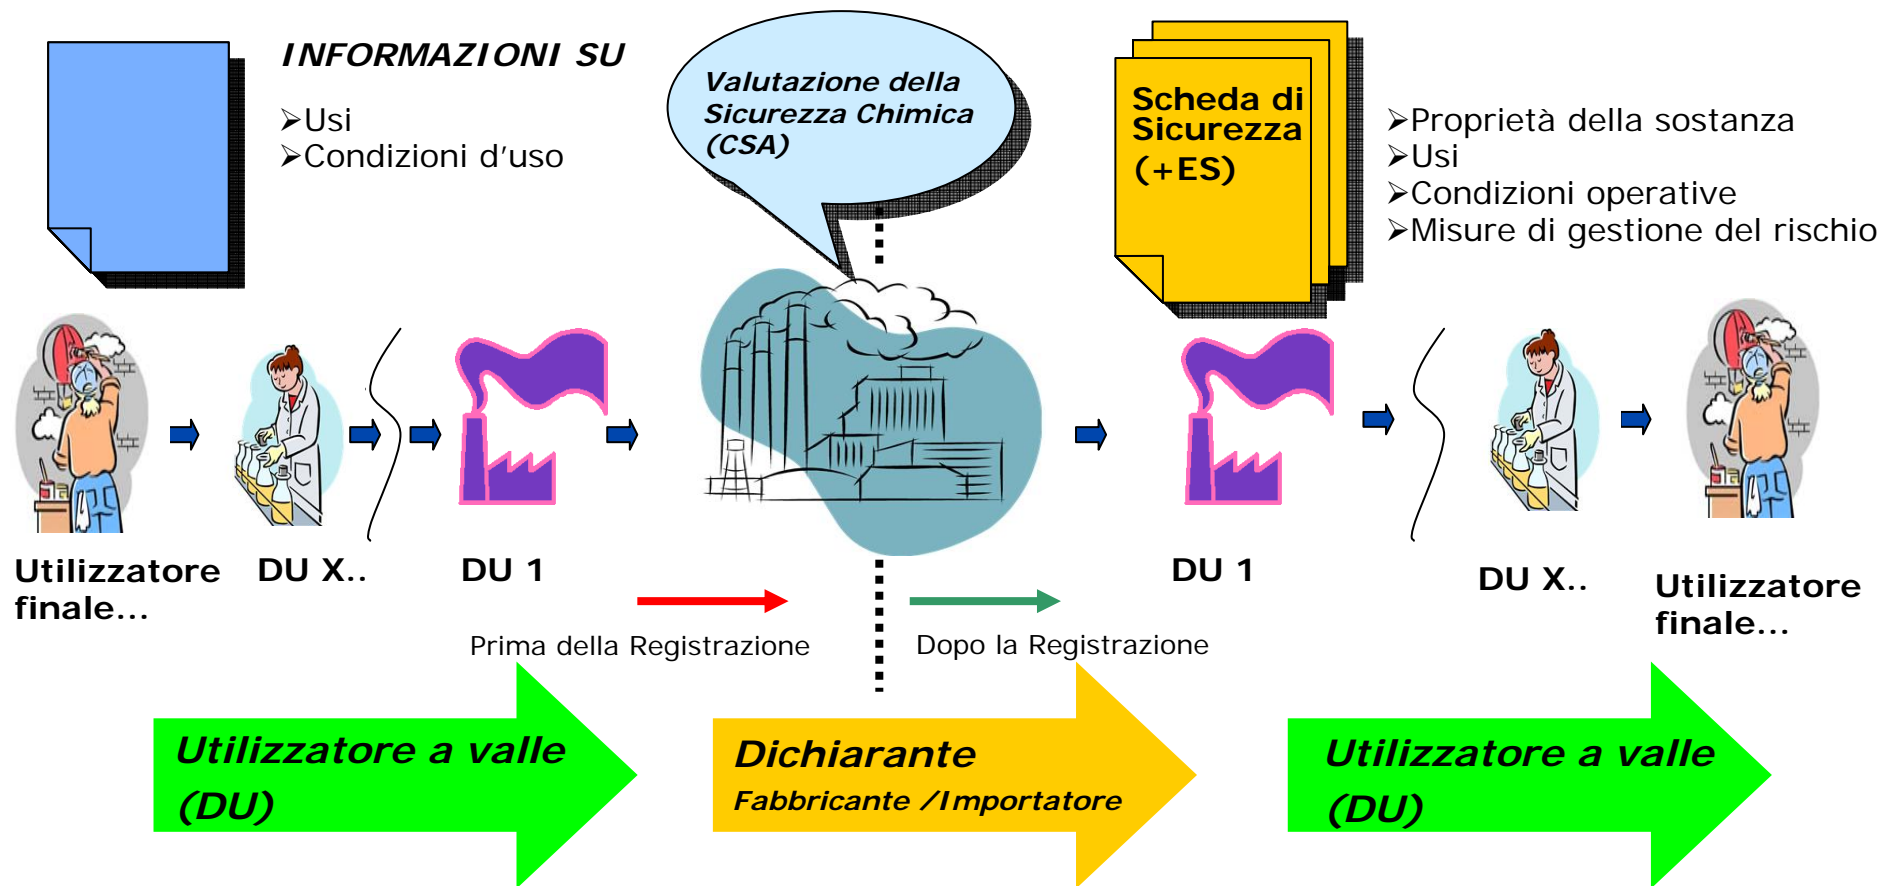 INFORMAZIONI SU
➢Usi
➢Condizioni d'uso
Valutazione della
Sicurezza Chimica
(CSA)
Scheda di
Sicurezza
(+ES)
➢Proprietà della sostanza
➢Usi
➢Condizioni operative
➢Misure di gestione del rischio
Utilizzatore
finale...
DU X..
DU 1
DU 1
DU X..
Utilizzatore
finale...
Prima della Registrazione
Dopo la Registrazione
Utilizzatore a valle
(DU)
Dichiarante
Fabbricante /Importatore
Utilizzatore a valle
(DU)